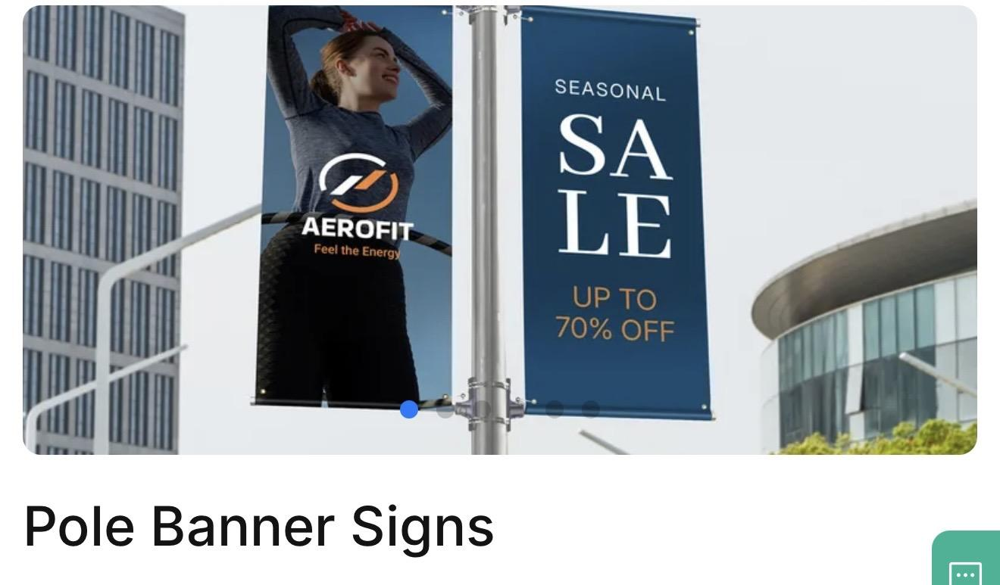 AEROFIT
Feel the Energy
SEASONAL
SA
LE
UP TO
70% OFF
Pole Banner Signs